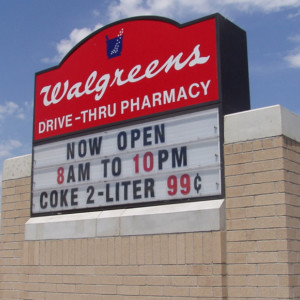 Walgreens
DRIVE-THRU PHARMACY
NOW OPEN
8AM TO 10PM
COKE 2-LITER 99¢